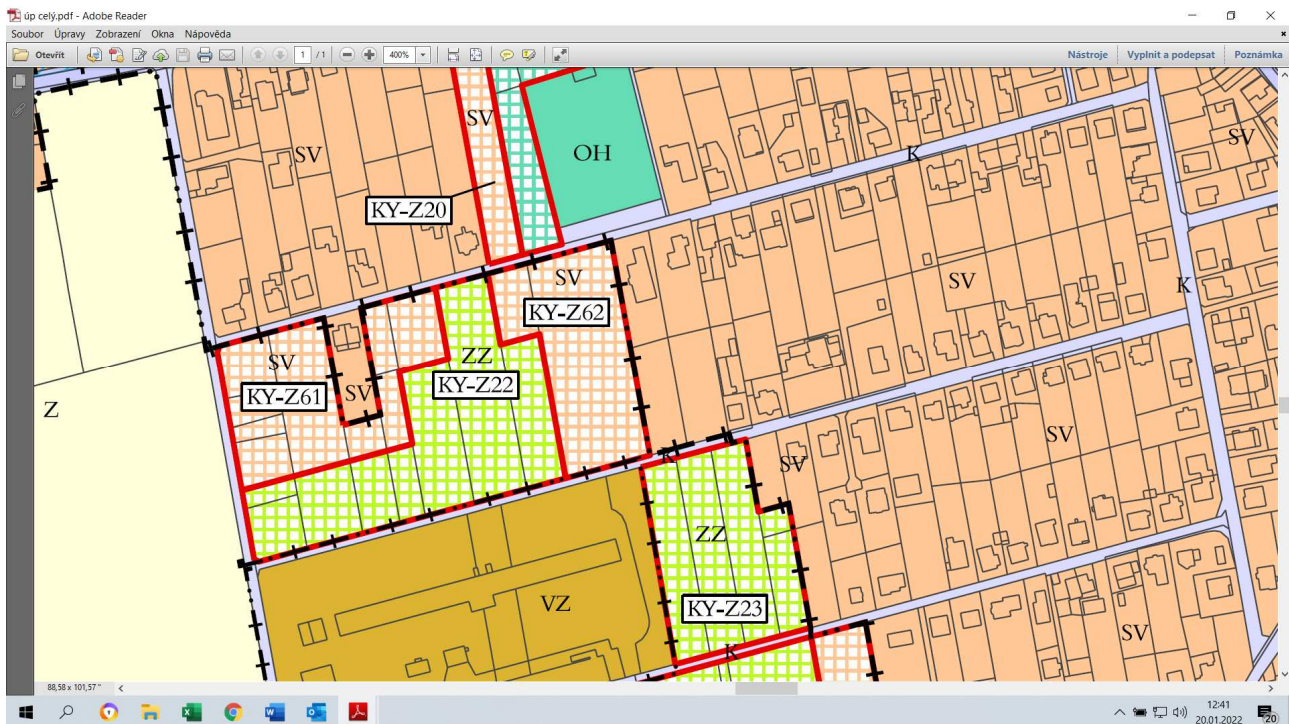 úp celý.pdf - Adobe Reader
Soubor Úpravy Zobrazení Okna Nápověda
Otevřít 1 / 1 400% Nástroje Vyplnit a podepsat Poznámka
SV
SV
OH
K
SV
KY-Z20
SV
KY-Z62
SV
K
SV
ZZ
KY-Z22
KY-Z61
SV
Z
SV
K
SV
ZZ
VZ
KY-Z23
SV
K
88,58 x 101,57 "
12:41
20.01.2022
20